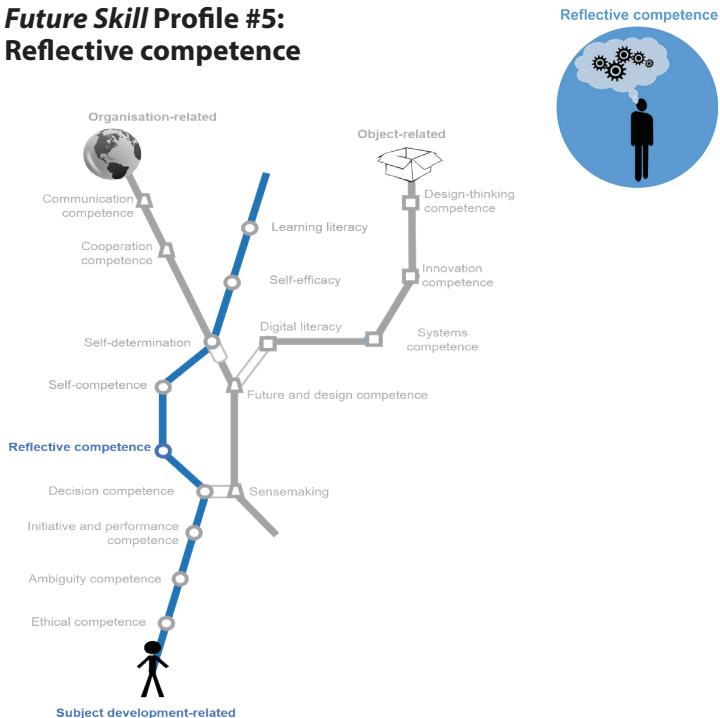 Future Skill Profile #5:
Reflective competence
Reflective competence
Organisation-related
Object-related
Communication
competence
Design-thinking
competence
Learning literacy
Cooperation
competence
Self-efficacy
Innovation
competence
Digital literacy
Self-determination
Systems
competence
Self-competence
Future and design competence
Reflective competence
Decision competence
Sensemaking
Initiative and performance
competence
Ambiguity competence
Ethical competence
Subject development-related